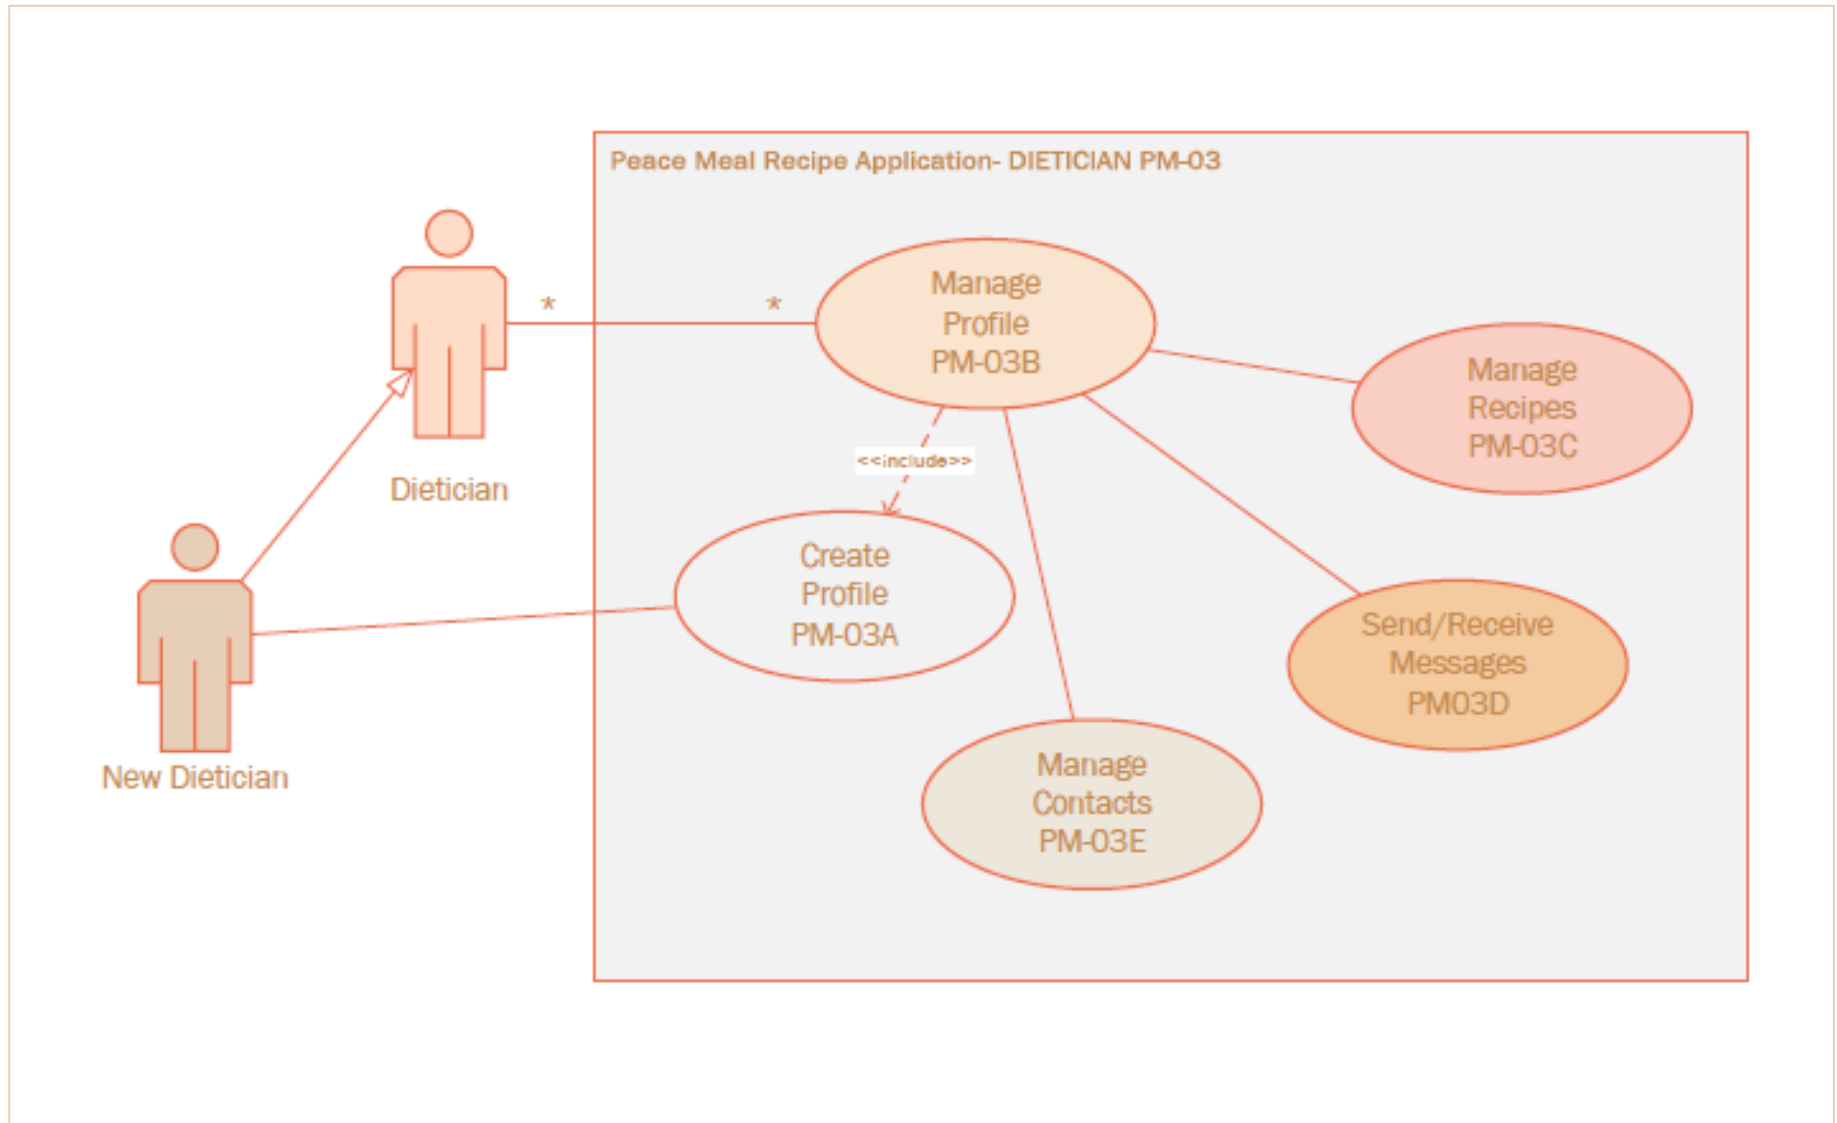 Peace Meal Recipe Application- DIETICIAN PM-03
*
*
Manage
Profile
PM-03B
Manage
Recipes
PM-03C
<<include>>
Dietician
Create
Profile
PM-03A
Send/Receive
Messages
PM03D
New Dietician
Manage
Contacts
PM-03E